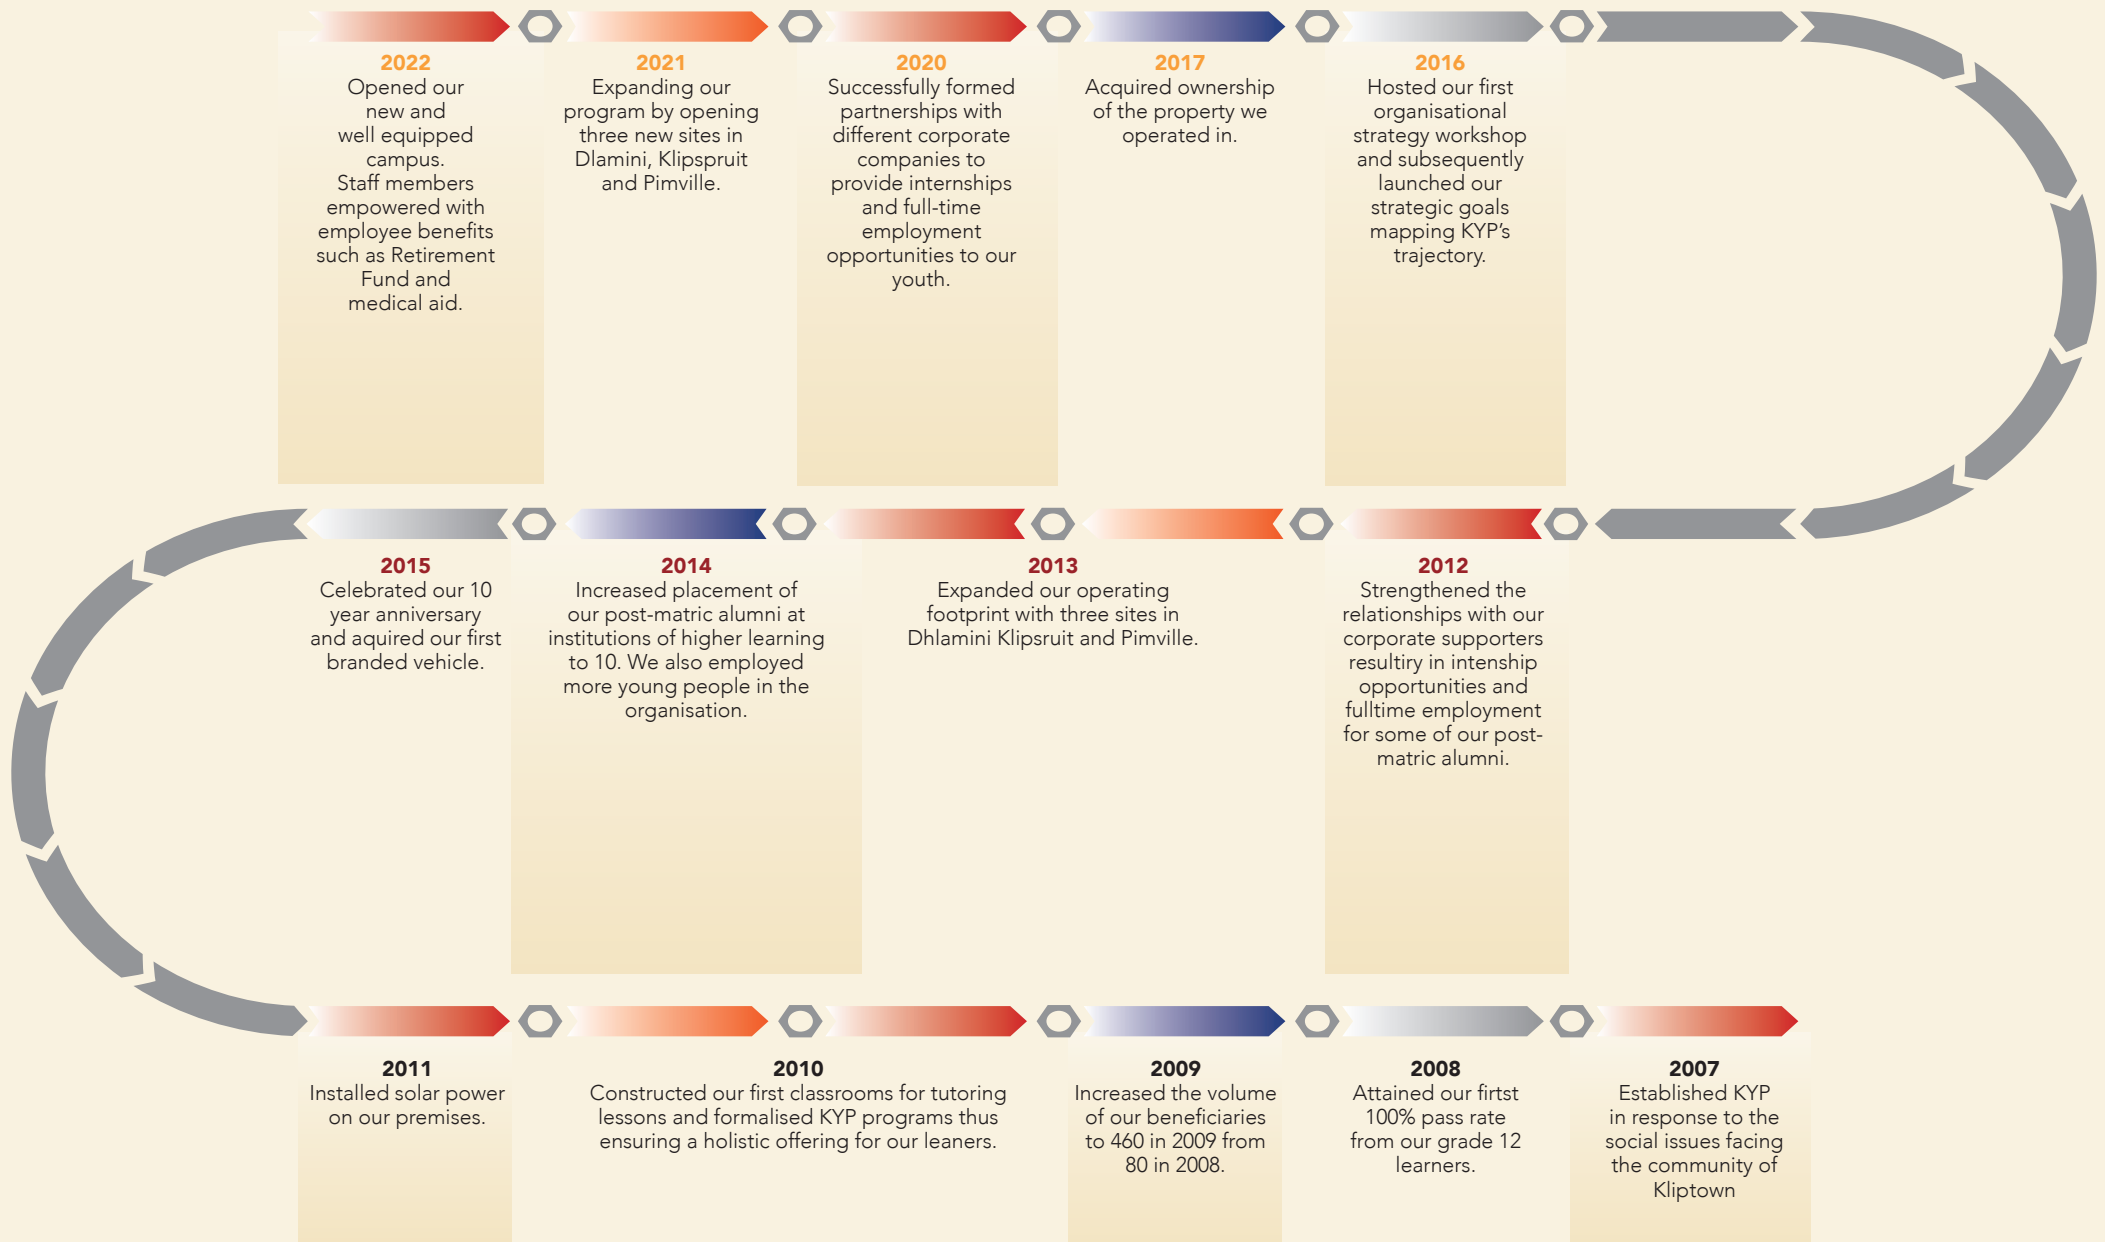 2022
Opened our
new and
well equipped
campus.
Staff members
empowered with
employee benefits
such as Retirement
Fund and
medical aid.
2021
Expanding our
program by opening
three new sites in
Dlamini, Klipspruit
and Pimville.
2020
Successfully formed
partnerships with
different corporate
companies to
provide internships
and full-time
employment
opportunities to our
youth.
2017
Acquired ownership
of the property we
operated in.
2016
Hosted our first
organisational
strategy workshop
and subsequently
launched our
strategic goals
mapping KYP's
trajectory.
2015
Celebrated our 10
year anniversary
and aquired our first
branded vehicle.
2014
Increased placement of
our post-matric alumni at
institutions of higher learning
to 10. We also employed
more young people in the
organisation.
2013
Expanded our operating
footprint with three sites in
Dhlamini Klipsruit and Pimville.
2012
Strengthened the
relationships with our
corporate supporters
resultiry in intenship
opportunities and
fulltime employment
for some of our post-
matric alumni.
2011
Installed solar power
on our premises.
2010
Constructed our first classrooms for tutoring
lessons and formalised KYP programs thus
ensuring a holistic offering for our leaners.
2009
Increased the volume
of our beneficiaries
to 460 in 2009 from
80 in 2008.
2008
Attained our firtst
100% pass rate
from our grade 12
learners.
2007
Established KYP
in response to the
social issues facing
the community of
Kliptown